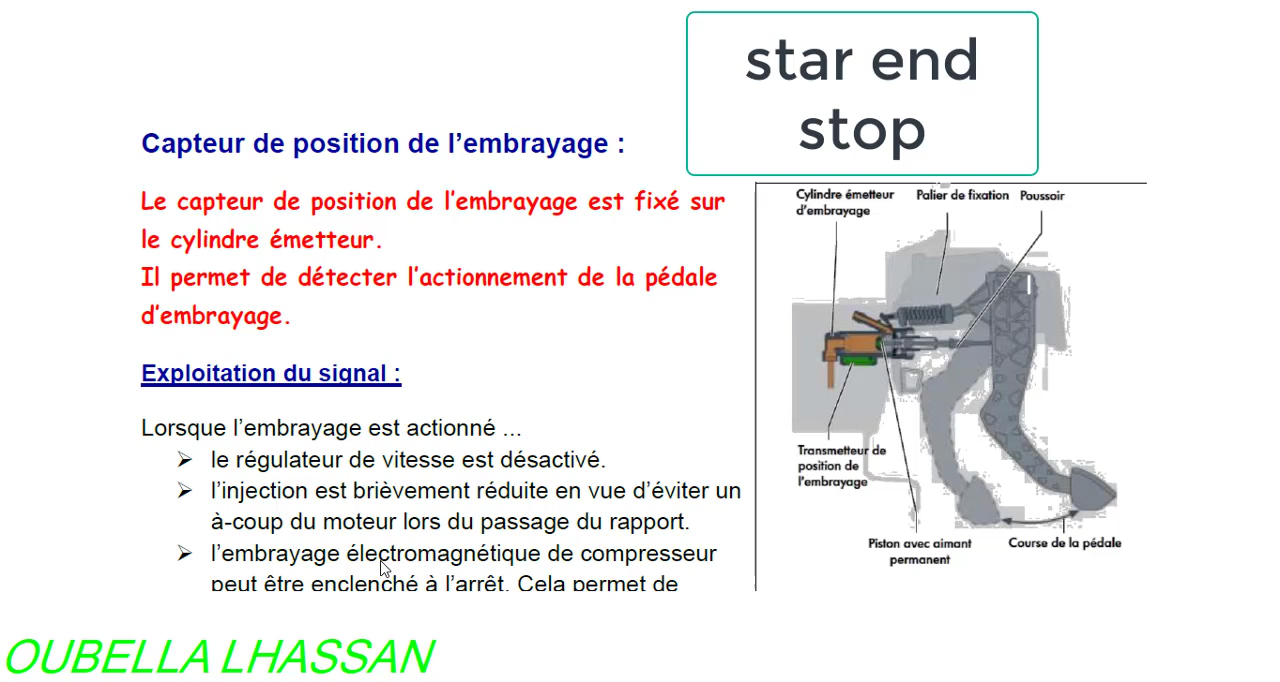 star end
stop
Capteur de position de l’embrayage :
Le capteur de position de l’embrayage est fixé sur
le cylindre émetteur.
Il permet de détecter l’actionnement de la pédale
d’embrayage.
Exploitation du signal :
Lorsque l’embrayage est actionné ...
le régulateur de vitesse est désactivé.
l’injection est brièvement réduite en vue d’éviter un
à-coup du moteur lors du passage du rapport.
l’embrayage électromagnétique de compresseur
peut être enclenché à l’arrêt. Cela permet de
Cylindre émetteur
d’embrayage
Palier de fixation
Poussoir
Transmetteur de
position de
l’embrayage
Piston avec aimant
permanent
Course de la pédale
OUBELLA LHASSAN